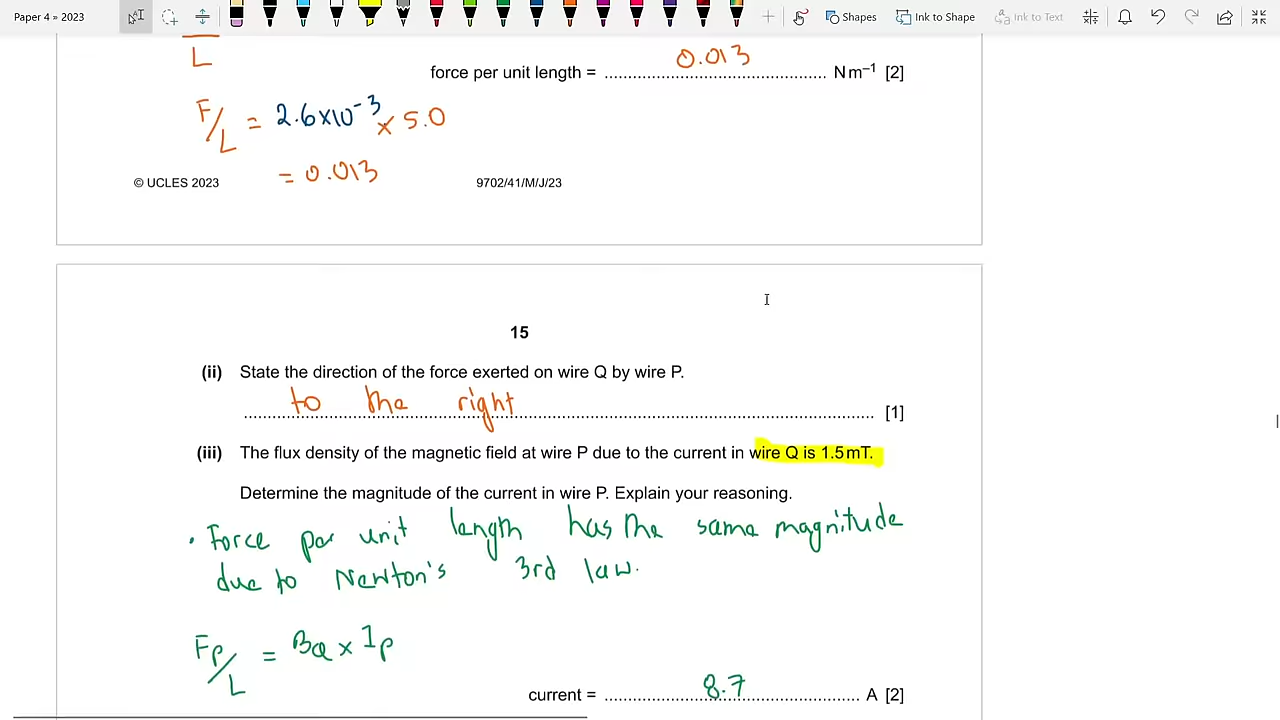 Paper 4 » 2023
Shapes
Ink to Shape
Ink to Text
L
force per unit length = 0.013 N m⁻¹ [2]
F/L = 2.6×10⁻³ × 5.0
= 0.013
© UCLES 2023
9702/41/M/J/23
15
(ii) State the direction of the force exerted on wire Q by wire P.
to the right [1]
(iii) The flux density of the magnetic field at wire P due to the current in wire Q is 1.5 mT.
Determine the magnitude of the current in wire P. Explain your reasoning.
• Force per unit length has the same magnitude
due to Newton's 3rd law.
Fp/L = BQ × Ip
current = 8.7 A [2]